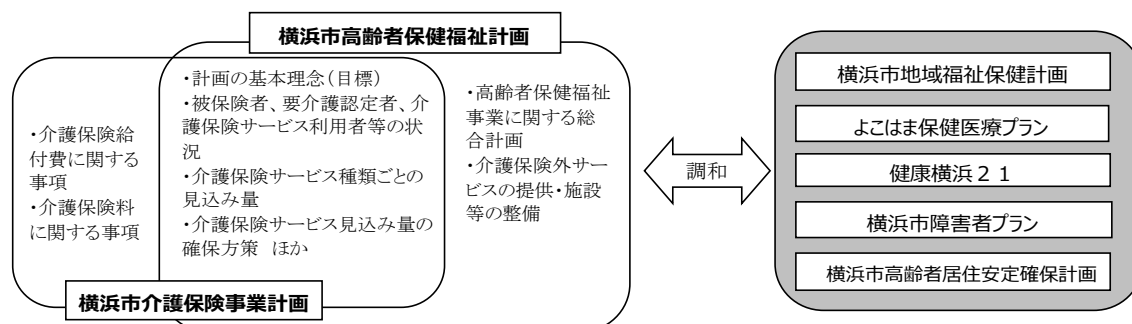 横浜市高齢者保健福祉計画
・介護保険給
付費に関する
事項
・介護保険料
に関する事項
・計画の基本理念(目標)
・被保険者、要介護認定者、介
護保険サービス利用者等の状
況
・介護保険サービス種類ごとの
見込み量
・介護保険サービス見込み量の
確保方策 ほか
・高齢者保健福祉
事業に関する総
合計画
・介護保険外サー
ビスの提供・施設
等の整備
横浜市介護保険事業計画
調和
横浜市地域福祉保健計画
よこはま保健医療プラン
健康横浜21
横浜市障害者プラン
横浜市高齢者居住安定確保計画